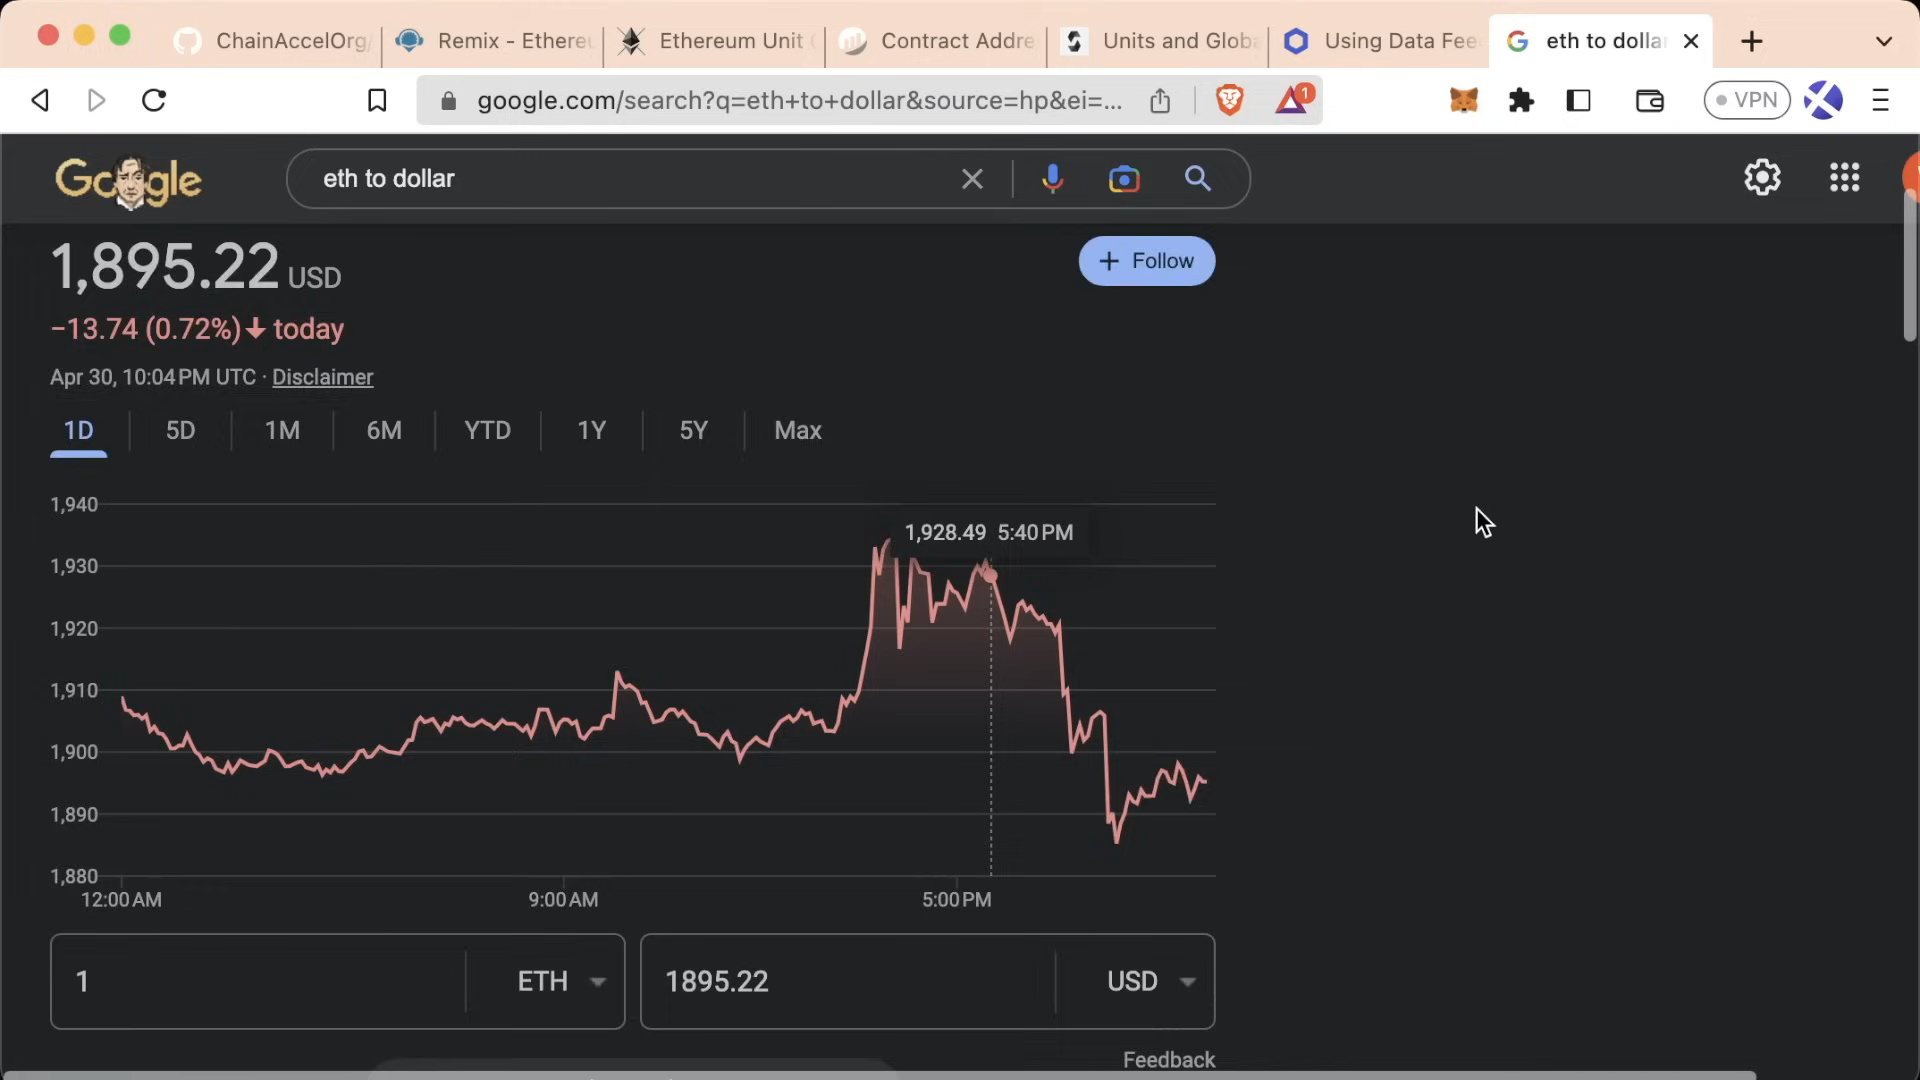 ChainAccelOrg/
Remix - Ethereu
Ethereum Unit
Contract Addre
Units and Globa
Using Data Fee
eth to dollar
google.com/search?q=eth+to+dollar&source=hp&ei=...
1
VPN
Google
eth to dollar
1,895.22 USD
+ Follow
−13.74 (0.72%) today
Apr 30, 10:04 PM UTC · Disclaimer
1D 5D 1M 6M YTD 1Y 5Y Max
1,940
1,928.49 5:40 PM
1,930
1,920
1,910
1,900
1,890
1,880
12:00 AM 9:00 AM 5:00 PM
1 ETH 1895.22 USD
Feedback